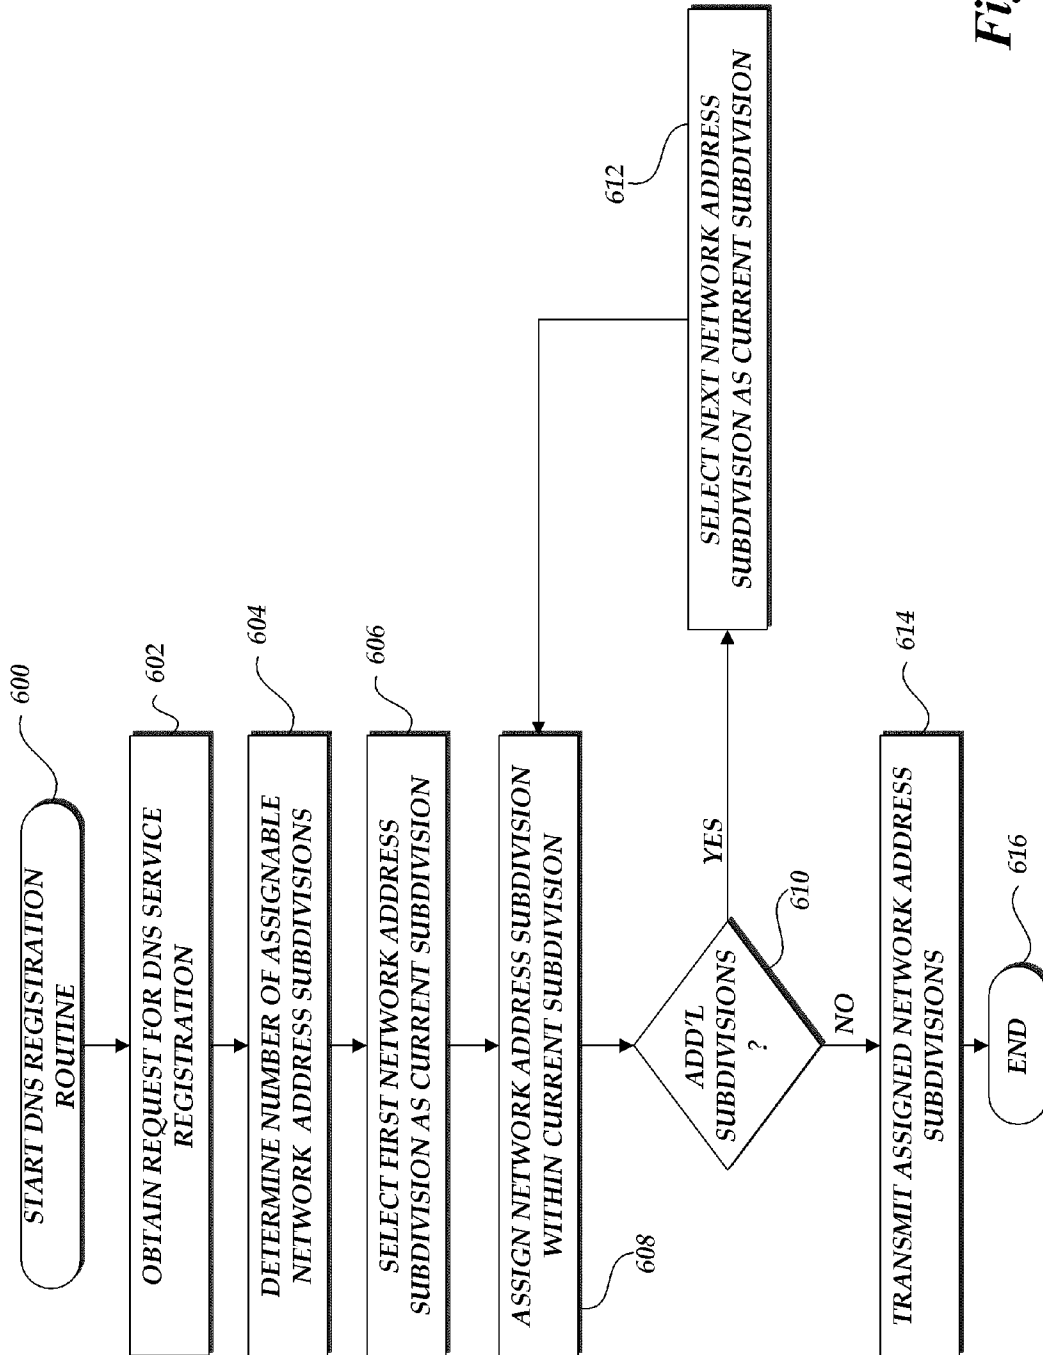 START DNS REGISTRATION
ROUTINE
600
OBTAIN REQUEST FOR DNS SERVICE
REGISTRATION
602
DETERMINE NUMBER OF ASSIGNABLE
NETWORK ADDRESS SUBDIVISIONS
604
SELECT FIRST NETWORK ADDRESS
SUBDIVISION AS CURRENT SUBDIVISION
606
ASSIGN NETWORK ADDRESS SUBDIVISION
WITHIN CURRENT SUBDIVISION
608
ADD'L
SUBDIVISIONS
?
610
YES
SELECT NEXT NETWORK ADDRESS
SUBDIVISION AS CURRENT SUBDIVISION
612
NO
TRANSMIT ASSIGNED NETWORK ADDRESS
SUBDIVISIONS
614
END
616